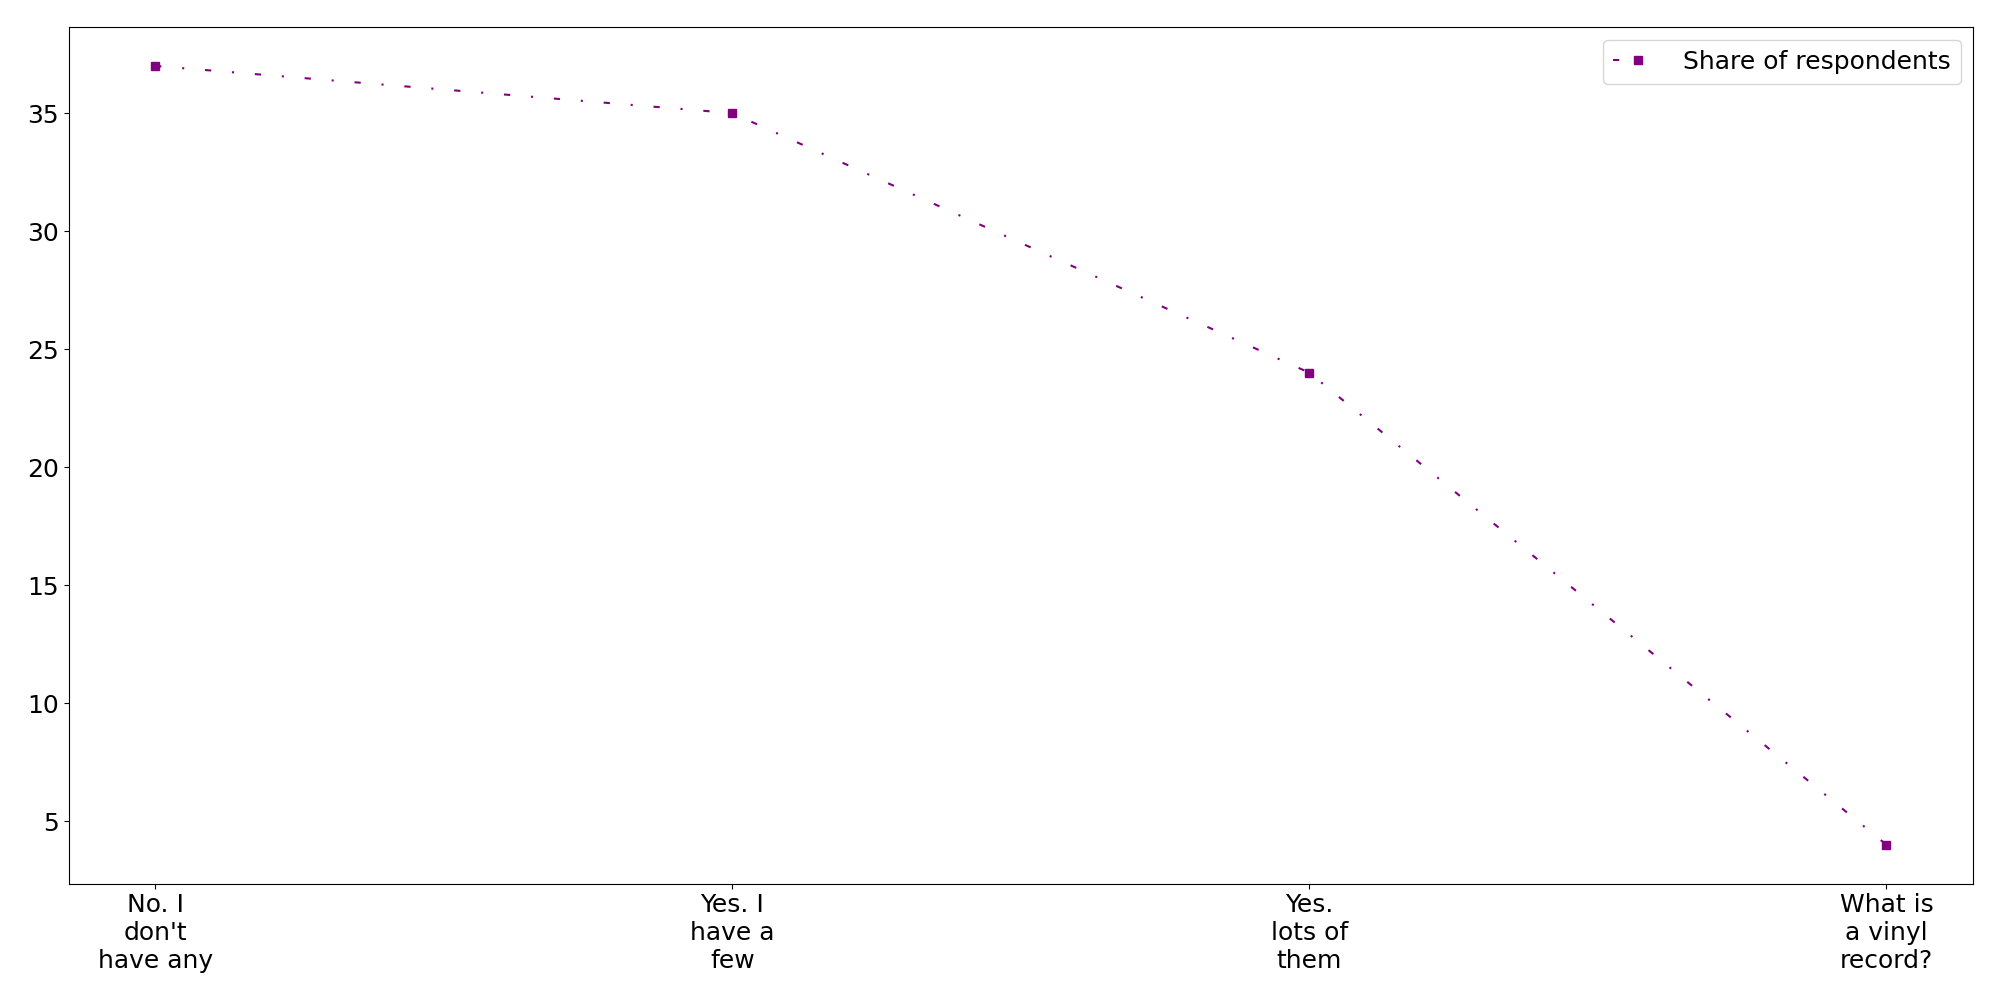 Share of respondents
35
30
25
20
15
10
5
No. I
don't
have any
Yes. I
have a
few
Yes.
lots of
them
What is
a vinyl
record?